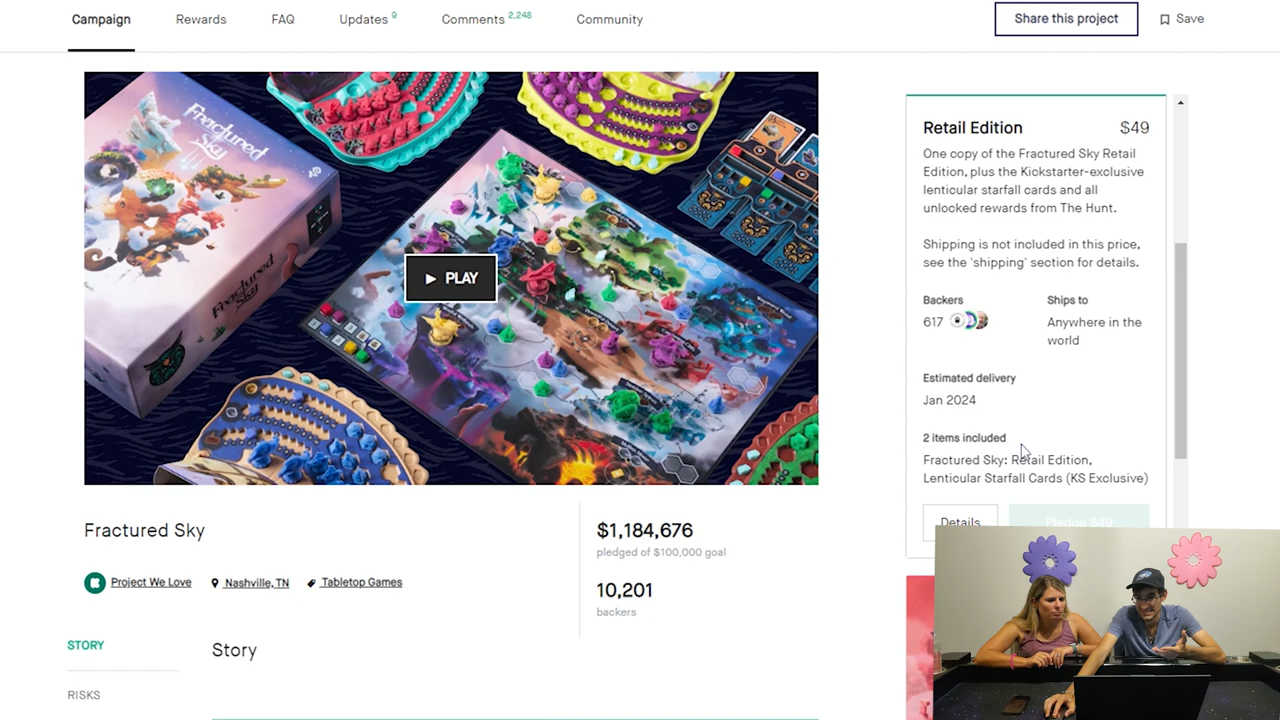 Campaign
Rewards
FAQ
Updates 9
Comments 2,248
Community
Share this project
Save
Fractured
Sky
Fractured Sky
PLAY
Retail Edition
$49
One copy of the Fractured Sky Retail
Edition, plus the Kickstarter-exclusive
lenticular starfall cards and all
unlooked rewards from The Hunt.
Shipping is not included in this price,
see the 'shipping' section for details.
Backers
617
Ships to
Anywhere in the
world
Estimated delivery
Jan 2024
2 items included
Fractured Sky: Retail Edition,
Lenticular Starfall Cards (KS Exclusive)
Details
Pledge $49
Fractured Sky
Project We Love
Nashville, TN
Tabletop Games
$1,184,676
pledged of $100,000 goal
10,201
backers
STORY
Story
RISKS